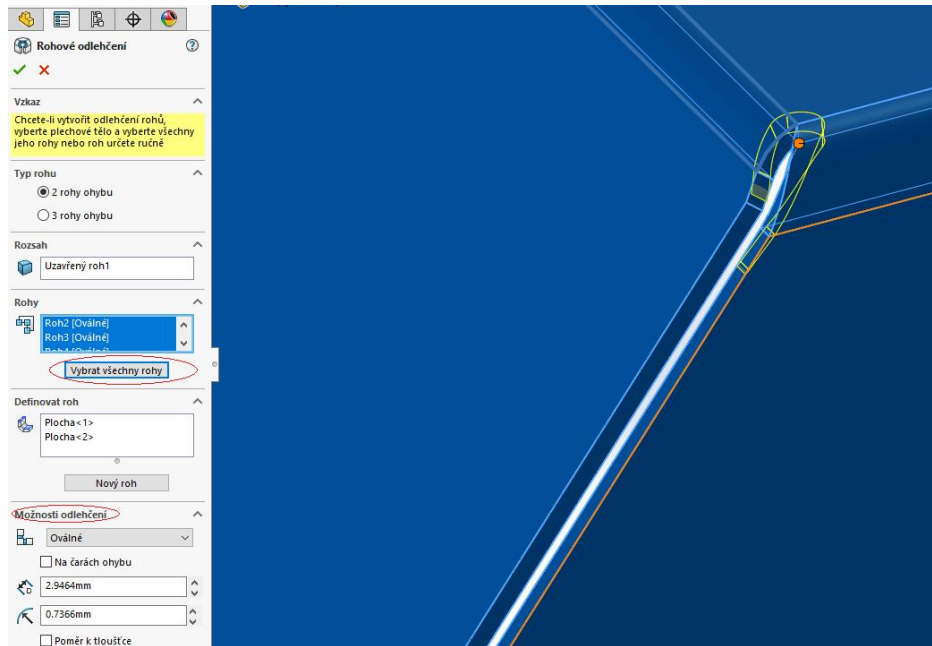 Rohové odlehčení
Vzkaz
Chcete-li vytvořit odlehčení rohů,
vyberte plechové tělo a vyberte všechny
jeho rohy nebo roh určete ručně
Typ rohu
2 rohy ohybu
3 rohy ohybu
Rozsah
Uzavřený roh1
Rohy
Roh2 [Oválné]
Roh3 [Oválné]
Roh4 [Oválné]
Vybrat všechny rohy
Definovat roh
Plocha<1>
Plocha<2>
Nový roh
Možnosti odlehčení
Oválné
Na čarách ohybu
2.9464mm
0.7366mm
Poměr k tloušťce